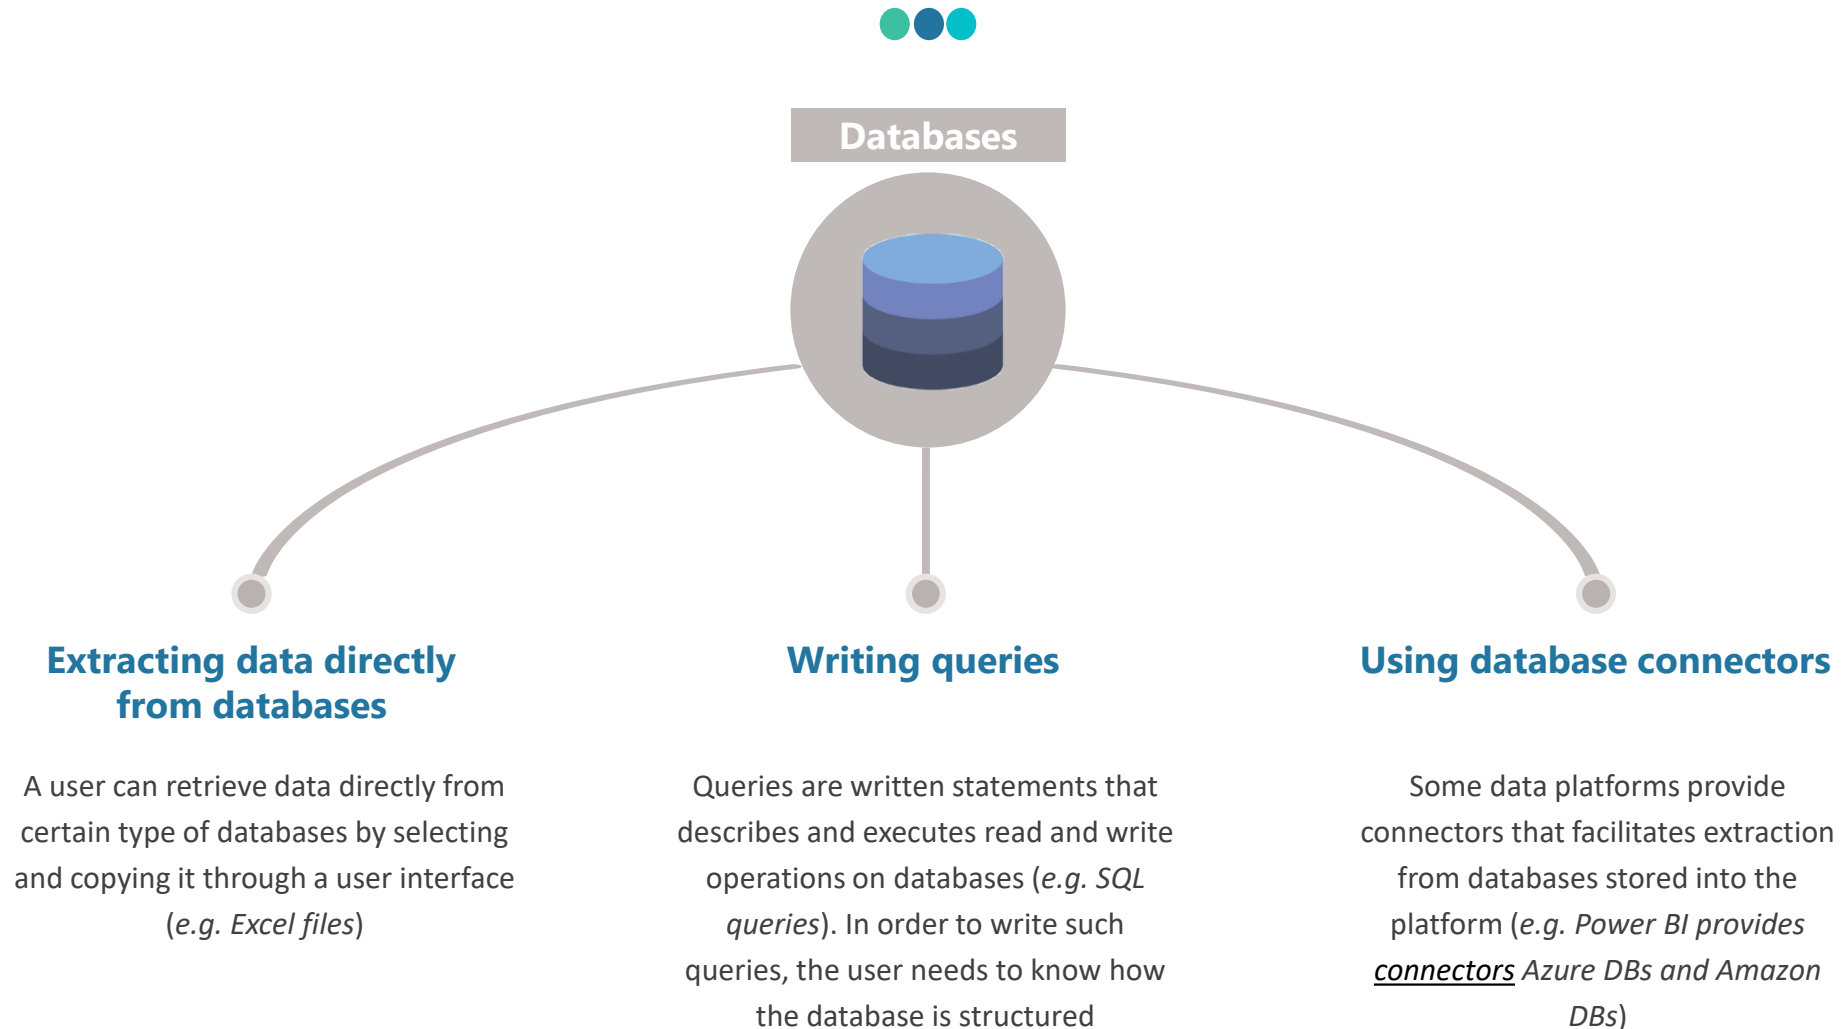 Databases
Extracting data directly
from databases
A user can retrieve data directly from
certain type of databases by selecting
and copying it through a user interface
(e.g. Excel files)
Writing queries
Queries are written statements that
describes and executes read and write
operations on databases (e.g. SQL
queries). In order to write such
queries, the user needs to know how
the database is structured
Using database connectors
Some data platforms provide
connectors that facilitates extraction
from databases stored into the
platform (e.g. Power BI provides
connectors Azure DBs and Amazon
DBs)